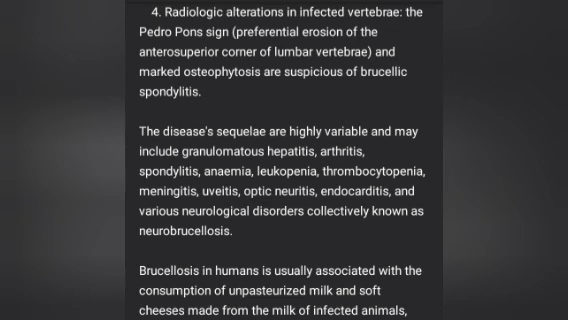 4. Radiologic alterations in infected vertebrae: the
Pedro Pons sign (preferential erosion of the
anterosuperior corner of lumbar vertebrae) and
marked osteophytosis are suspicious of brucellic
spondylitis.
The disease's sequelae are highly variable and may
include granulomatous hepatitis, arthritis,
spondylitis, anaemia, leukopenia, thrombocytopenia,
meningitis, uveitis, optic neuritis, endocarditis, and
various neurological disorders collectively known as
neurobrucellosis.
Brucellosis in humans is usually associated with the
consumption of unpasteurized milk and soft
cheeses made from the milk of infected animals,